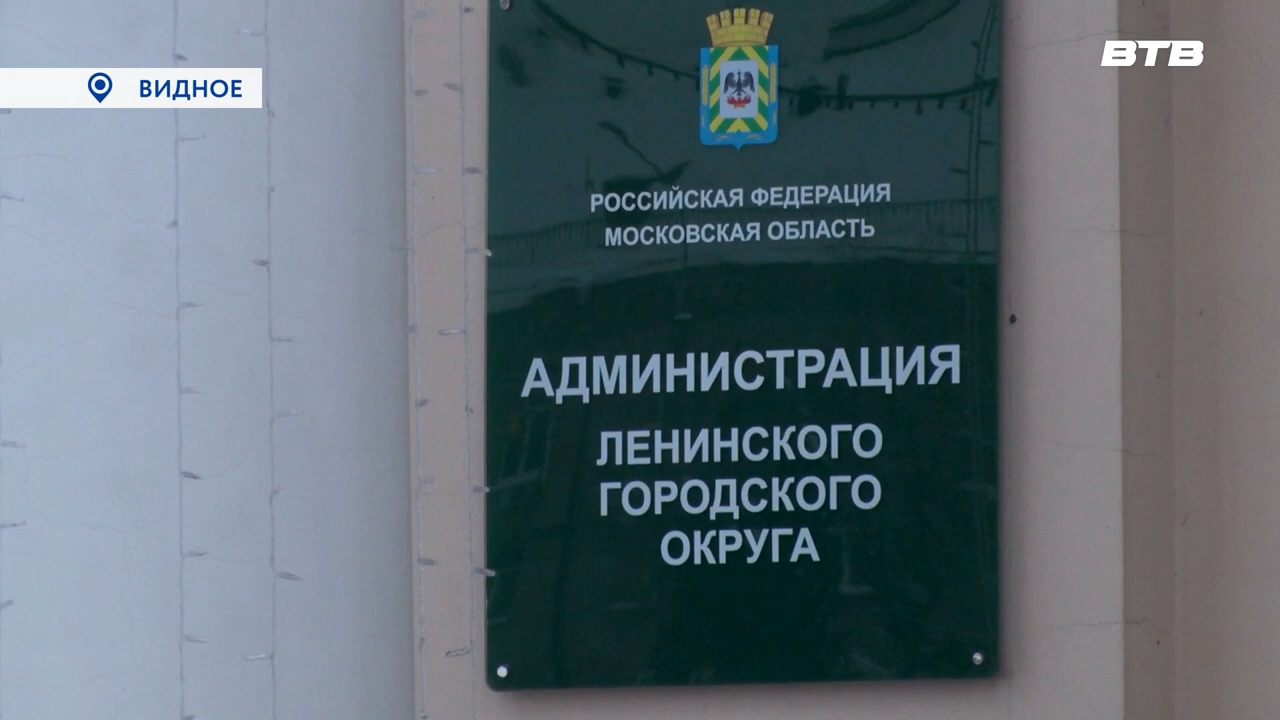 ВИДНОЕ
ВТВ
РОССИЙСКАЯ ФЕДЕРАЦИЯ
МОСКОВСКАЯ ОБЛАСТЬ
АДМИНИСТРАЦИЯ
ЛЕНИНСКОГО
ГОРОДСКОГО
ОКРУГА